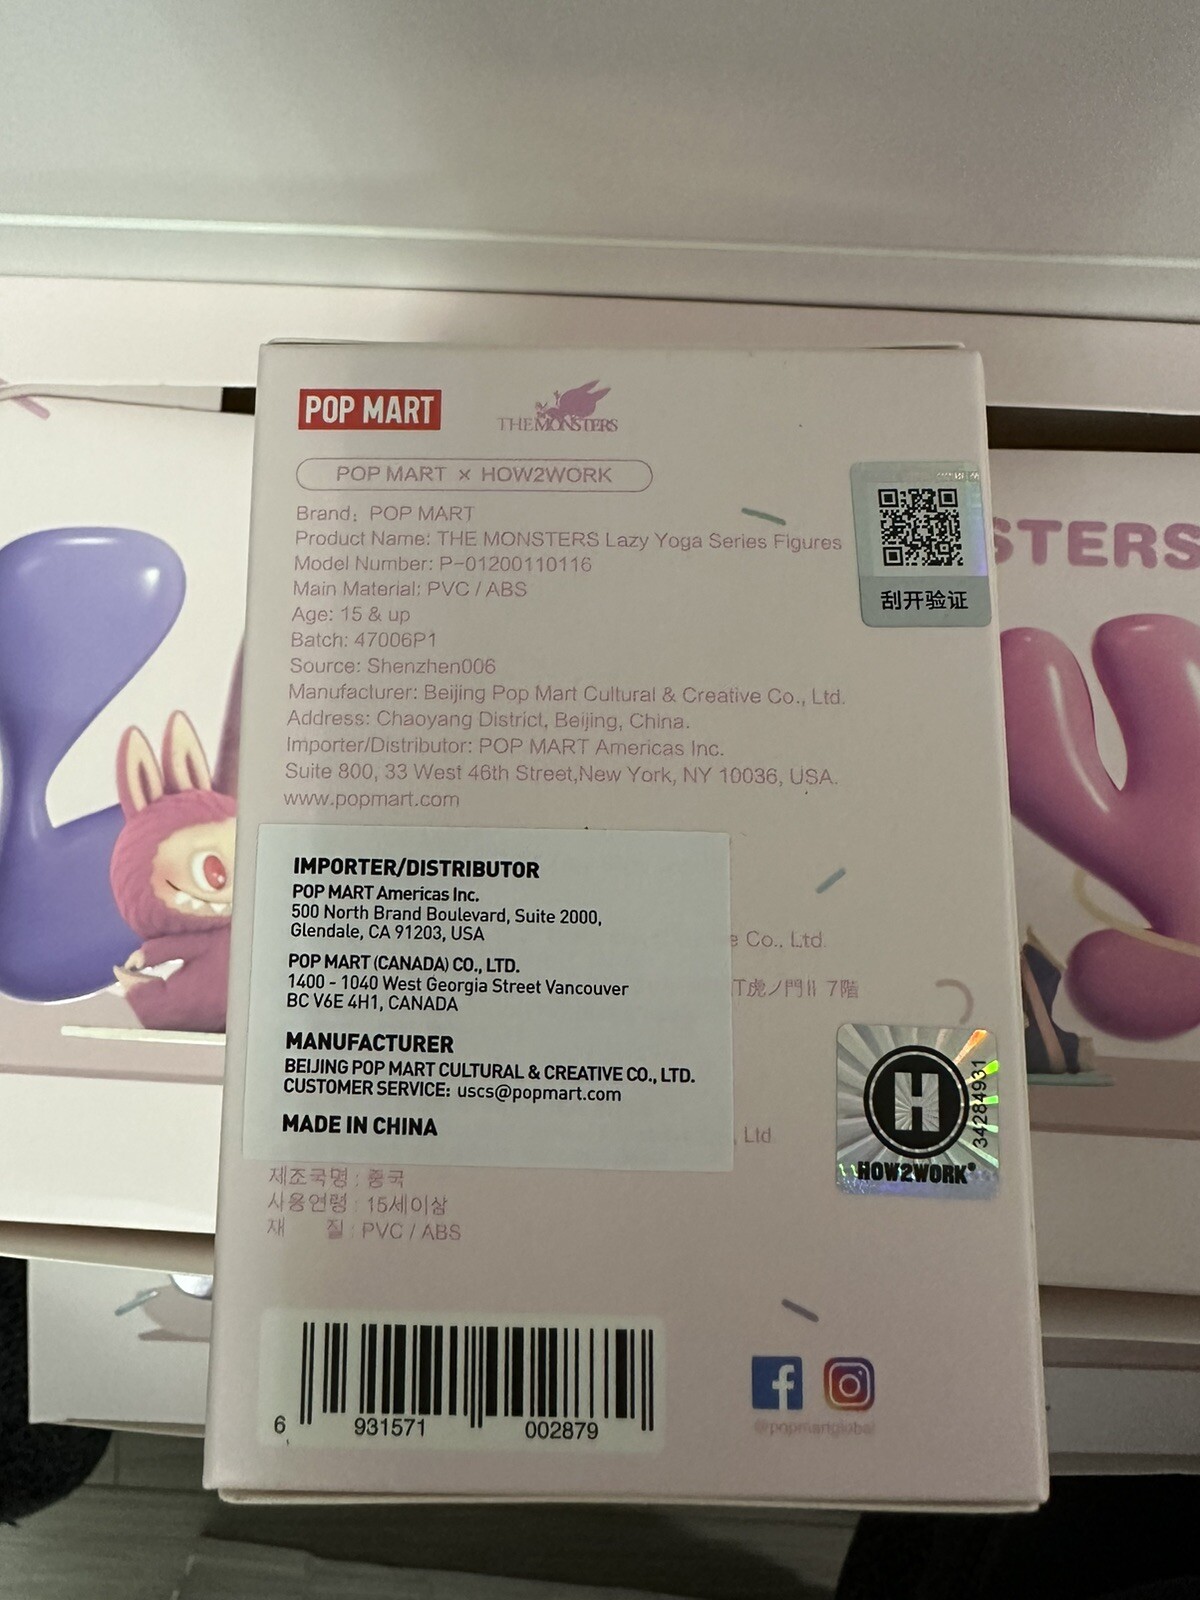 POP MART
THE MONSTERS
POP MART × HOW2WORK
Brand: POP MART
Product Name: THE MONSTERS Lazy Yoga Series Figures
Model Number: P-01200110116
Main Material: PVC / ABS
Age: 15 & up
Batch: 47006P1
Source: Shenzhen006
Manufacturer: Beijing Pop Mart Cultural & Creative Co., Ltd.
Address: Chaoyang District, Beijing, China.
Importer/Distributor: POP MART Americas Inc.
Suite 800, 33 West 46th Street,New York, NY 10036, USA.
www.popmart.com
刮开验证
STERS
IMPORTER/DISTRIBUTOR
POP MART Americas Inc.
500 North Brand Boulevard, Suite 2000,
Glendale, CA 91203, USA
POP MART (CANADA) CO., LTD.
1400 - 1040 West Georgia Street Vancouver
BC V6E 4H1, CANADA
MANUFACTURER
BEIJING POP MART CULTURAL & CREATIVE CO., LTD.
CUSTOMER SERVICE: uscs@popmart.com
MADE IN CHINA
e Co., Ltd.
虎ノ門II 7階
, Ltd
H
HOW2WORK®
34284931
제조국명 : 중국
사용연령 : 15세이상
재 질 : PVC / ABS
6 931571 002879
@popmartglobal